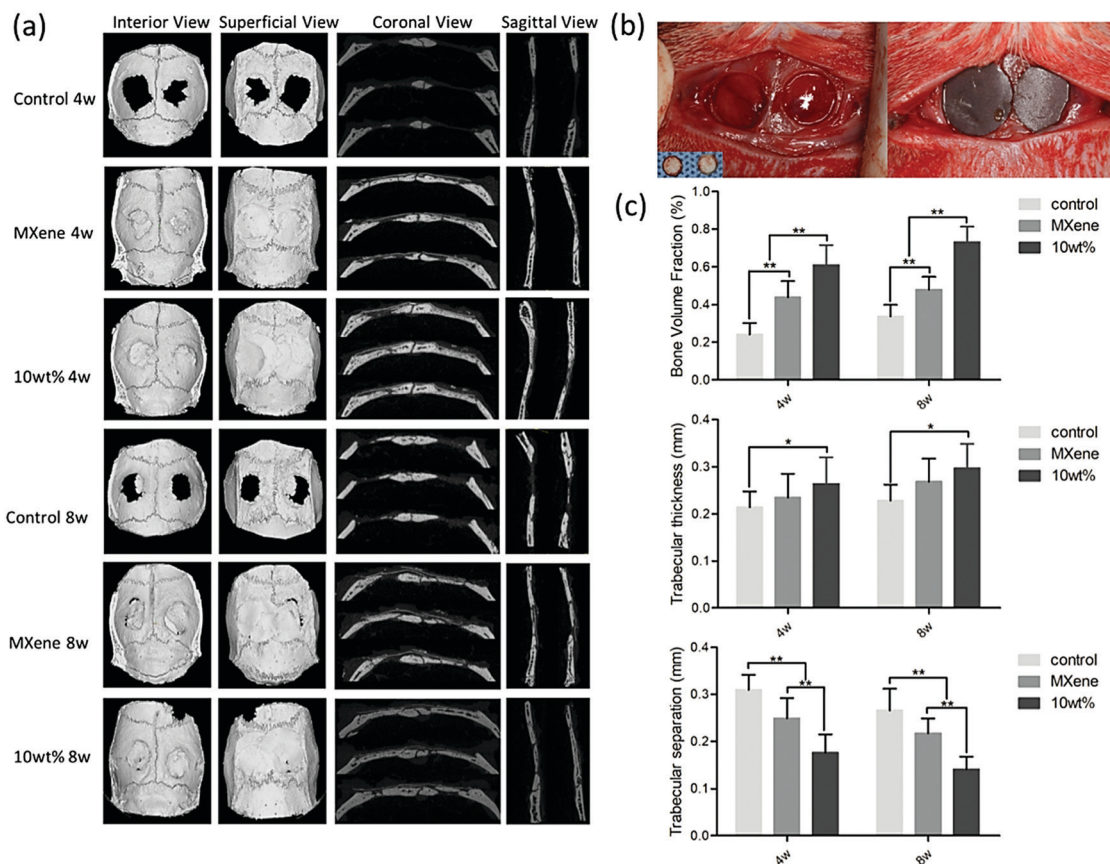 (a)
Interior View Superficial View Coronal View Sagittal View
Control 4w
MXene 4w
10wt% 4w
Control 8w
MXene 8w
10wt% 8w
(b)
(c)
Bone Volume Fraction (%)
1.0
0.8
0.6
0.4
0.2
0.0
** ** ** **
4w 8w
control
MXene
10wt%
Trabecular thickness (mm)
0.4
0.3
0.2
0.1
0.0
* *
4w 8w
control
MXene
10wt%
Trabecular separation (mm)
0.4
0.3
0.2
0.1
0.0
** ** ** **
4w 8w
control
MXene
10wt%